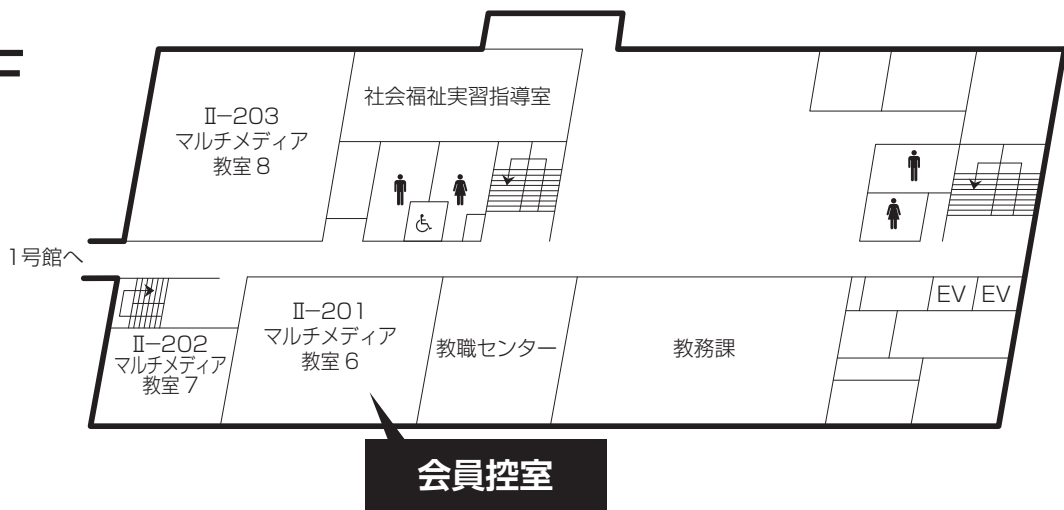 社会福祉実習指導室
Ⅱ−203
マルチメディア
教室8
1号館へ
EV
EV
Ⅱ−202
マルチメディア
教室7
Ⅱ−201
マルチメディア
教室6
教職センター
教務課
会員控室